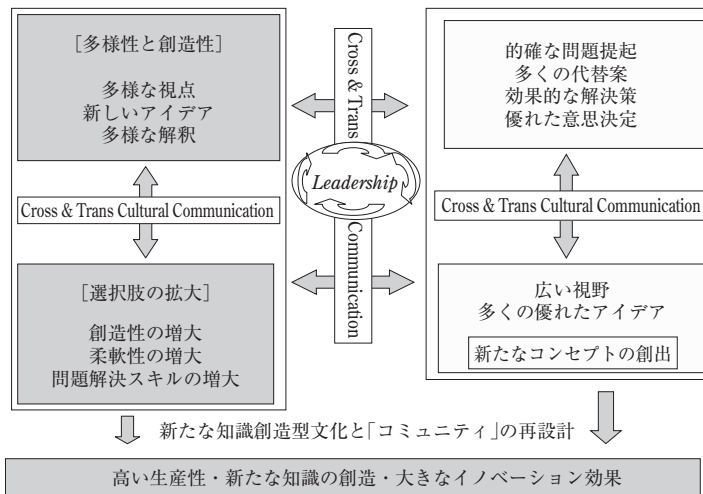 [多様性と創造性]
多様な視点
新しいアイデア
多様な解釈
Cross & Trans Cultural Communication
[選択肢の拡大]
創造性の増大
柔軟性の増大
問題解決スキルの増大
Cross & Trans
Leadership
Communication
的確な問題提起
多くの代替案
効果的な解決策
優れた意思決定
Cross & Trans Cultural Communication
広い視野
多くの優れたアイデア
新たなコンセプトの創出
新たな知識創造型文化と「コミュニティ」の再設計
高い生産性・新たな知識の創造・大きなイノベーション効果